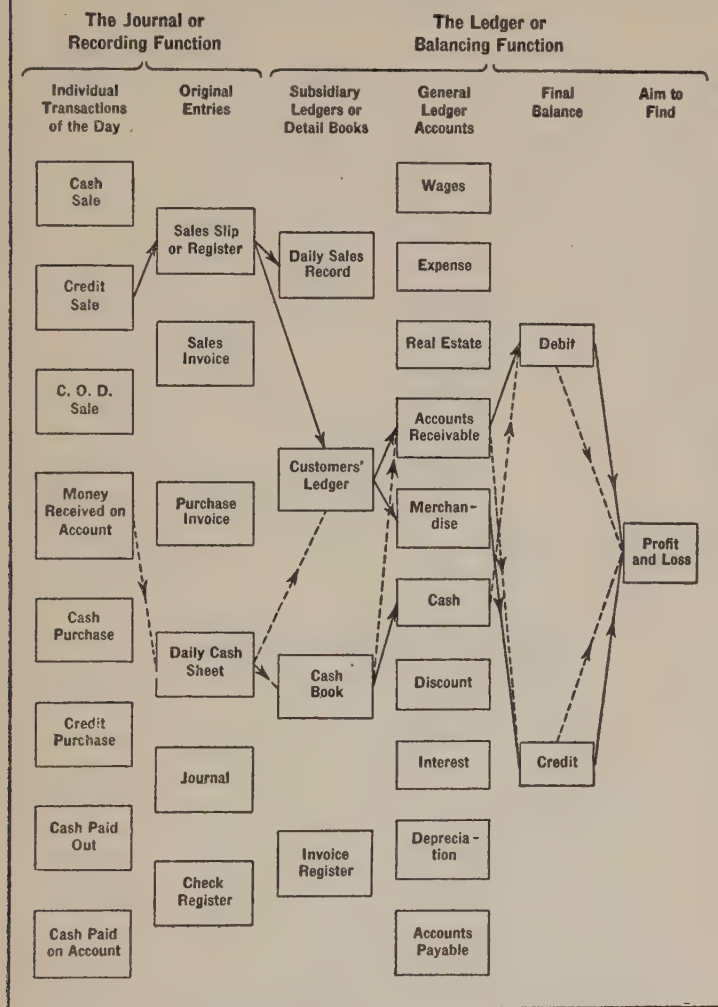 The Journal or
Recording Function
The Ledger or
Balancing Function
Individual
Transactions
of the Day
Original
Entries
Subsidiary
Ledgers or
Detail Books
General
Ledger
Accounts
Final
Balance
Aim to
Find
Cash
Sale
Credit
Sale
C. O. D.
Sale
Money
Received on
Account
Cash
Purchase
Credit
Purchase
Cash Paid
Out
Cash Paid
on Account
Sales Slip
or Register
Sales
Invoice
Purchase
Invoice
Daily Cash
Sheet
Journal
Check
Register
Daily Sales
Record
Customers'
Ledger
Cash
Book
Invoice
Register
Wages
Expense
Real Estate
Accounts
Receivable
Merchan-
dise
Cash
Discount
Interest
Deprecia-
tion
Accounts
Payable
Debit
Credit
Profit
and Loss